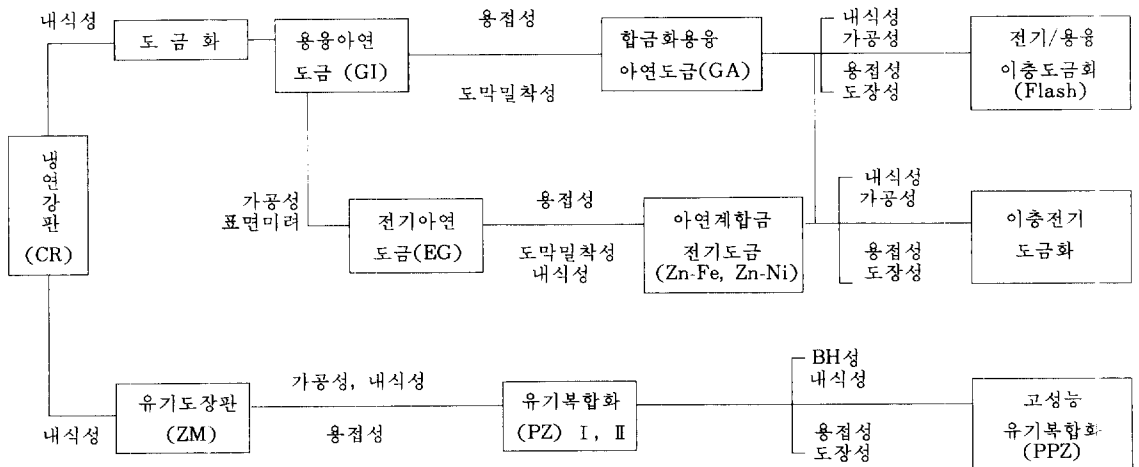 내식성
도 금 화
용융아연
도금 (GI)
용접성
도막밀착성
합금화용융
아연도금(GA)
내식성
가공성
용접성
도장성
전기/용융
이층도금회
(Flash)
냉
연
강
판
(CR)
가공성
표면미려
전기아연
도금(EG)
용접성
도막밀착성
내식성
아연계합금
전기도금
(Zn-Fe, Zn-Ni)
내식성
가공성
용접성
도장성
이층전기
도금화
내식성
유기도장판
(ZM)
가공성, 내식성
용접성
유기복합화
(PZ) Ⅰ, Ⅱ
BH성
내식성
용접성
도장성
고성능
유기복합화
(PPZ)